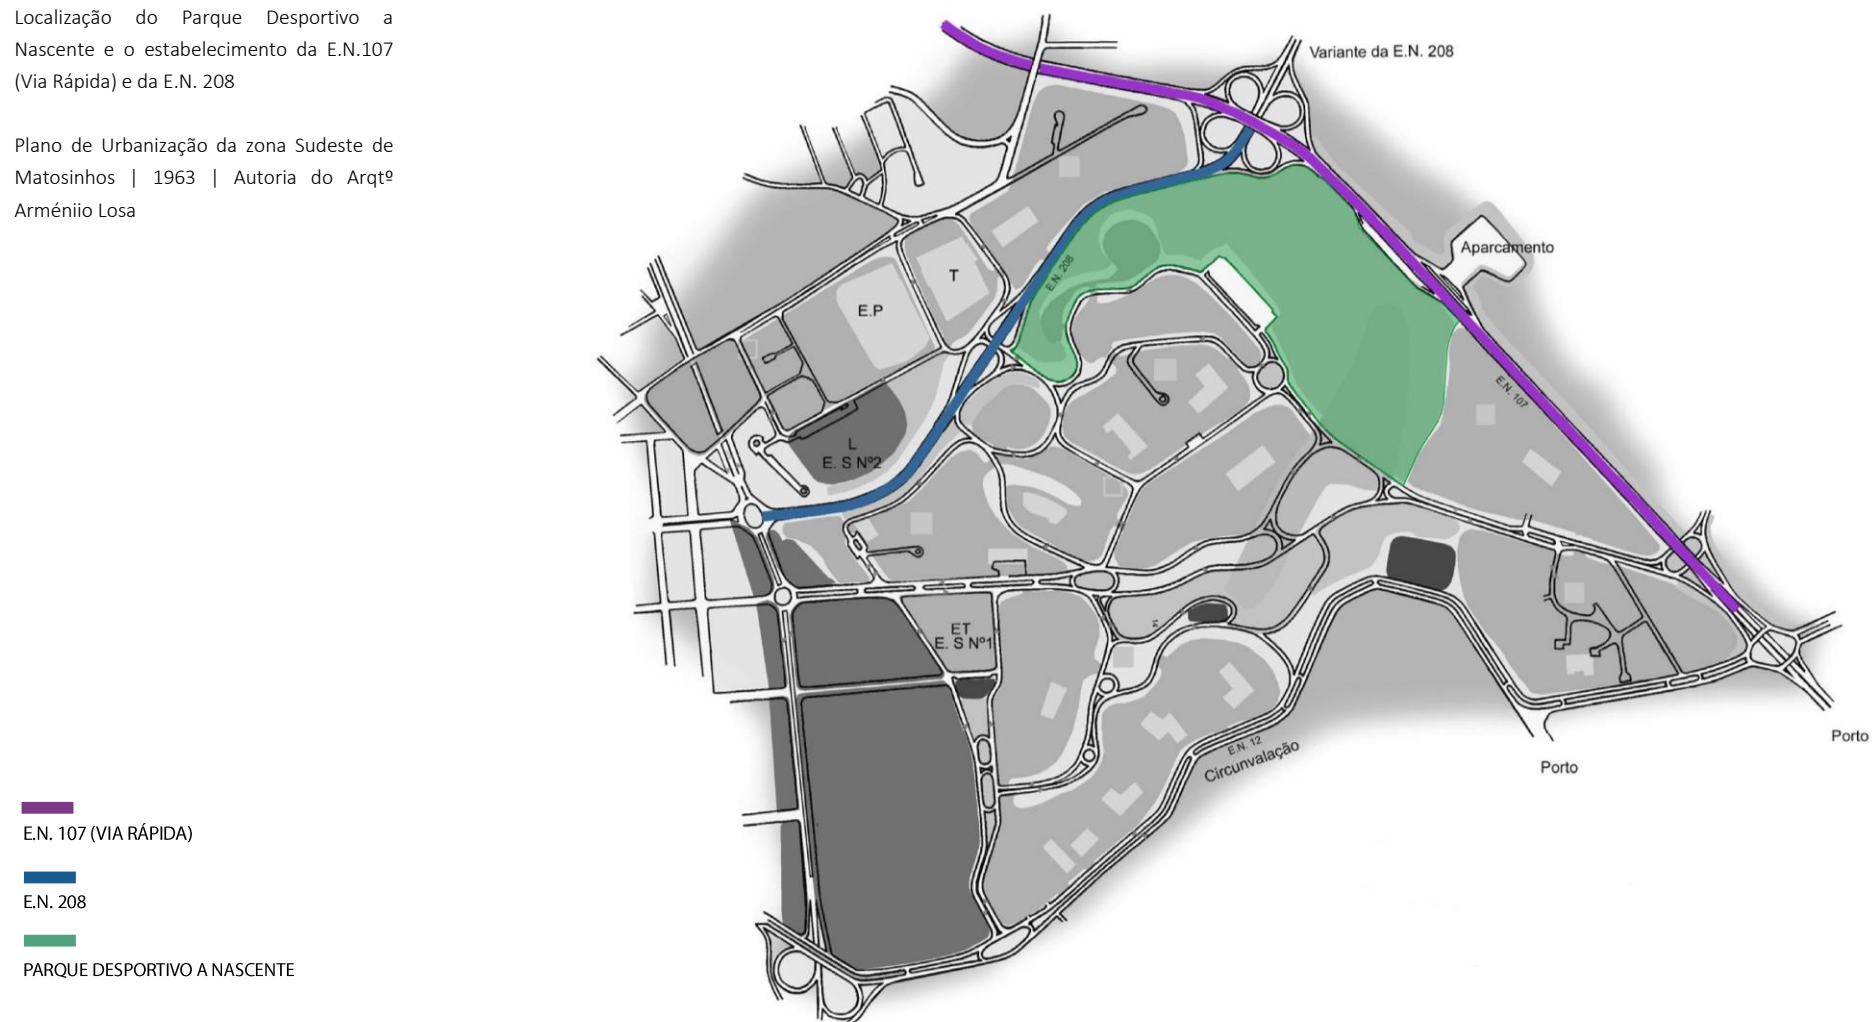 Localização do Parque Desportivo a
Nascente e o estabelecimento da E.N.107
(Via Rápida) e da E.N. 208
Plano de Urbanização da zona Sudeste de
Matosinhos | 1963 | Autoria do Arqtº
Arméniio Losa
Variante da E.N. 208
Aparcamento
E.N. 208
T
E.P
E.N. 107
L
E. S Nº2
ET
E. S Nº1
E.N. 12
Circunvalação
Porto
Porto
E.N. 107 (VIA RÁPIDA)
E.N. 208
PARQUE DESPORTIVO A NASCENTE